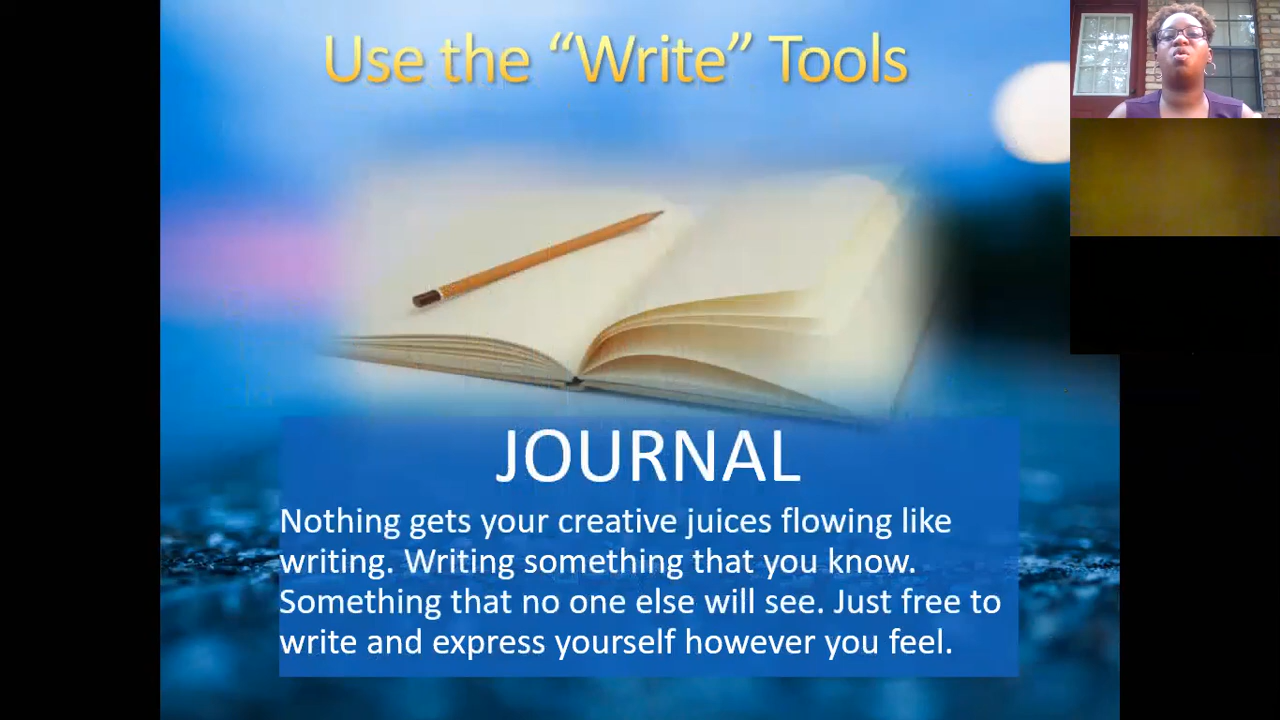 Use the “Write” Tools
JOURNAL
Nothing gets your creative juices flowing like
writing. Writing something that you know.
Something that no one else will see. Just free to
write and express yourself however you feel.